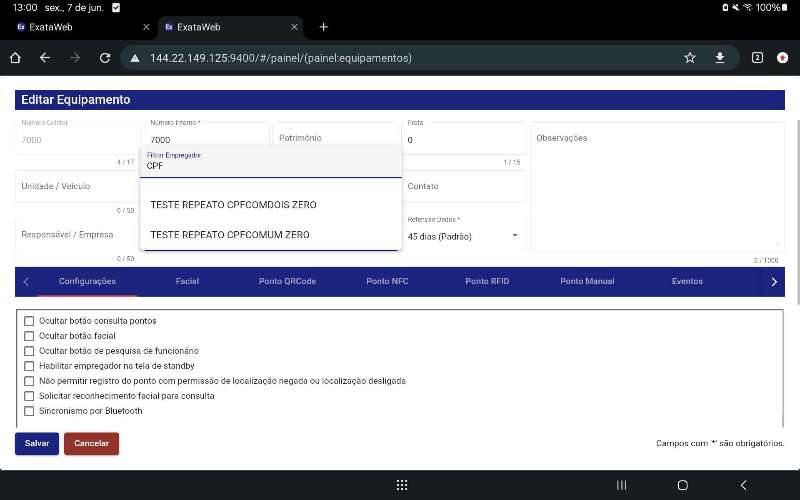 13:00 sex., 7 de jun.
100%
ExataWeb
ExataWeb
144.22.149.125:9400/#/painel/(painel:equipamentos)
2
Editar Equipamento
Número Coletor
7000
4 / 17
Número Interno *
7000
Patrimônio
Frota
0
1 / 15
Observações
0 / 1000
Filtrar Empregador
CPF
TESTE REPEATO CPFCOMDOIS ZERO
TESTE REPEATO CPFCOMUM ZERO
Unidade / Veículo
0 / 50
Contato
Responsável / Empresa
0 / 50
Retenção Dados *
45 dias (Padrão)
Configurações
Facial
Ponto QRCode
Ponto NFC
Ponto RFID
Ponto Manual
Eventos
Ocultar botão consulta pontos
Ocultar botão facial
Ocultar botão de pesquisa de funcionário
Habilitar empregador na tela de standby
Não permitir registro do ponto com permissão de localização negada ou localização desligada
Solicitar reconhecimento facial para consulta
Sincronismo por Bluetooth
Salvar
Cancelar
Campos com '*' são obrigatórios.